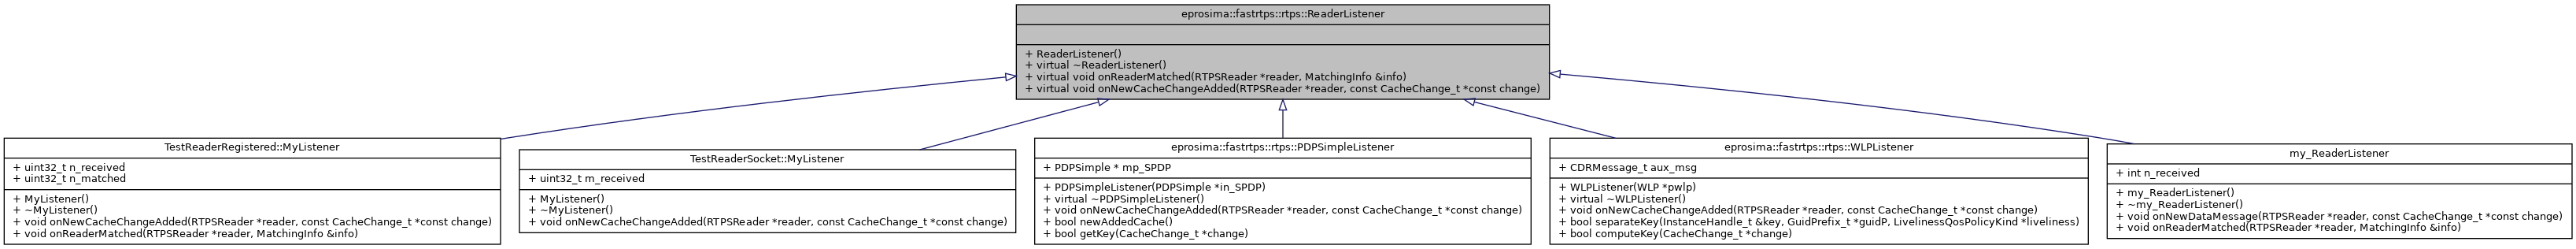 eprosima::fastrtps::rtps::ReaderListener
+ ReaderListener()
+ virtual ~ReaderListener()
+ virtual void onReaderMatched(RTPSReader *reader, MatchingInfo &info)
+ virtual void onNewCacheChangeAdded(RTPSReader *reader, const CacheChange_t *const change)
TestReaderRegistered::MyListener
+ uint32_t n_received
+ uint32_t n_matched
+ MyListener()
+ ~MyListener()
+ void onNewCacheChangeAdded(RTPSReader *reader, const CacheChange_t *const change)
+ void onReaderMatched(RTPSReader *reader, MatchingInfo &info)
TestReaderSocket::MyListener
+ uint32_t m_received
+ MyListener()
+ ~MyListener()
+ void onNewCacheChangeAdded(RTPSReader *reader, const CacheChange_t *const change)
eprosima::fastrtps::rtps::PDPSimpleListener
+ PDPSimple * mp_SPDP
+ PDPSimpleListener(PDPSimple *in_SPDP)
+ virtual ~PDPSimpleListener()
+ void onNewCacheChangeAdded(RTPSReader *reader, const CacheChange_t *const change)
+ bool newAddedCache()
+ bool getKey(CacheChange_t *change)
eprosima::fastrtps::rtps::WLPListener
+ CDRMessage_t aux_msg
+ WLPListener(WLP *pwlp)
+ virtual ~WLPListener()
+ void onNewCacheChangeAdded(RTPSReader *reader, const CacheChange_t *const change)
+ bool separateKey(InstanceHandle_t &key, GuidPrefix_t *guidP, LivelinessQosPolicyKind *liveliness)
+ bool computeKey(CacheChange_t *change)
my_ReaderListener
+ int n_received
+ my_ReaderListener()
+ ~my_ReaderListener()
+ void onNewDataMessage(RTPSReader *reader, const CacheChange_t *const change)
+ void onReaderMatched(RTPSReader *reader, MatchingInfo &info)